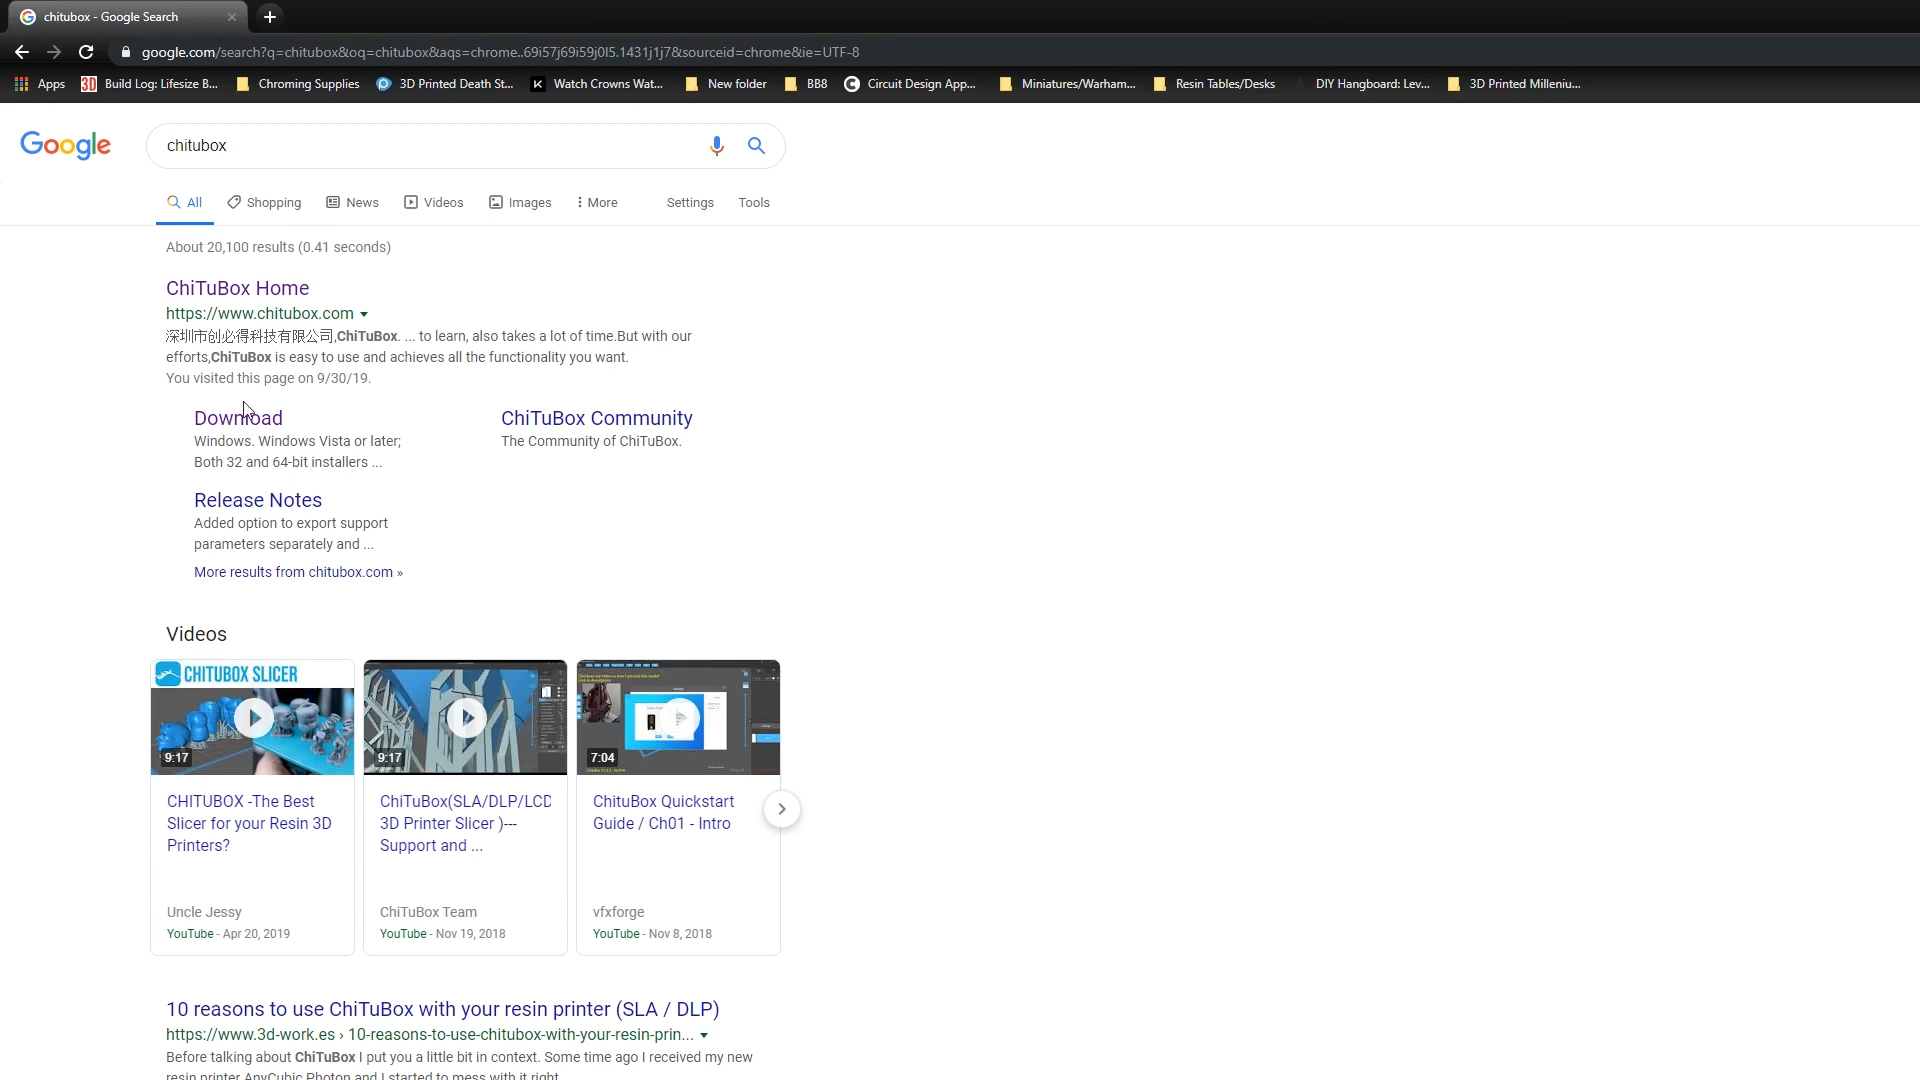 chitubox - Google Search
google.com/search?q=chitubox&oq=chitubox&aqs=chrome..69i57j69i59j0l5.1431j1j7&sourceid=chrome&ie=UTF-8
Apps 3D Build Log: Lifesize B... Chroming Supplies 3D Printed Death St... K Watch Crowns Wat... New folder BB8 Circuit Design App... Miniatures/Warham... Resin Tables/Desks DIY Hangboard: Lev... 3D Printed Milleniu...
Google chitubox
All Shopping News Videos Images More Settings Tools
About 20,100 results (0.41 seconds)
ChiTuBox Home
https://www.chitubox.com
深圳市创必得科技有限公司,ChiTuBox. ... to learn, also takes a lot of time.But with our
efforts,ChiTuBox is easy to use and achieves all the functionality you want.
You visited this page on 9/30/19.
Download
Windows. Windows Vista or later;
Both 32 and 64-bit installers ...
ChiTuBox Community
The Community of ChiTuBox.
Release Notes
Added option to export support
parameters separately and ...
More results from chitubox.com »
Videos
CHITUBOX SLICER
9:17
CHITUBOX -The Best
Slicer for your Resin 3D
Printers?
Uncle Jessy
YouTube - Apr 20, 2019
9:17
ChiTuBox(SLA/DLP/LCD
3D Printer Slicer )---
Support and ...
ChiTuBox Team
YouTube - Nov 19, 2018
7:04
ChituBox Quickstart
Guide / Ch01 - Intro
vfxforge
YouTube - Nov 8, 2018
10 reasons to use ChiTuBox with your resin printer (SLA / DLP)
https://www.3d-work.es › 10-reasons-to-use-chitubox-with-your-resin-prin...
Before talking about ChiTuBox I put you a little bit in context. Some time ago I received my new
resin printer AnyCubic Photon and I started to mess with it right